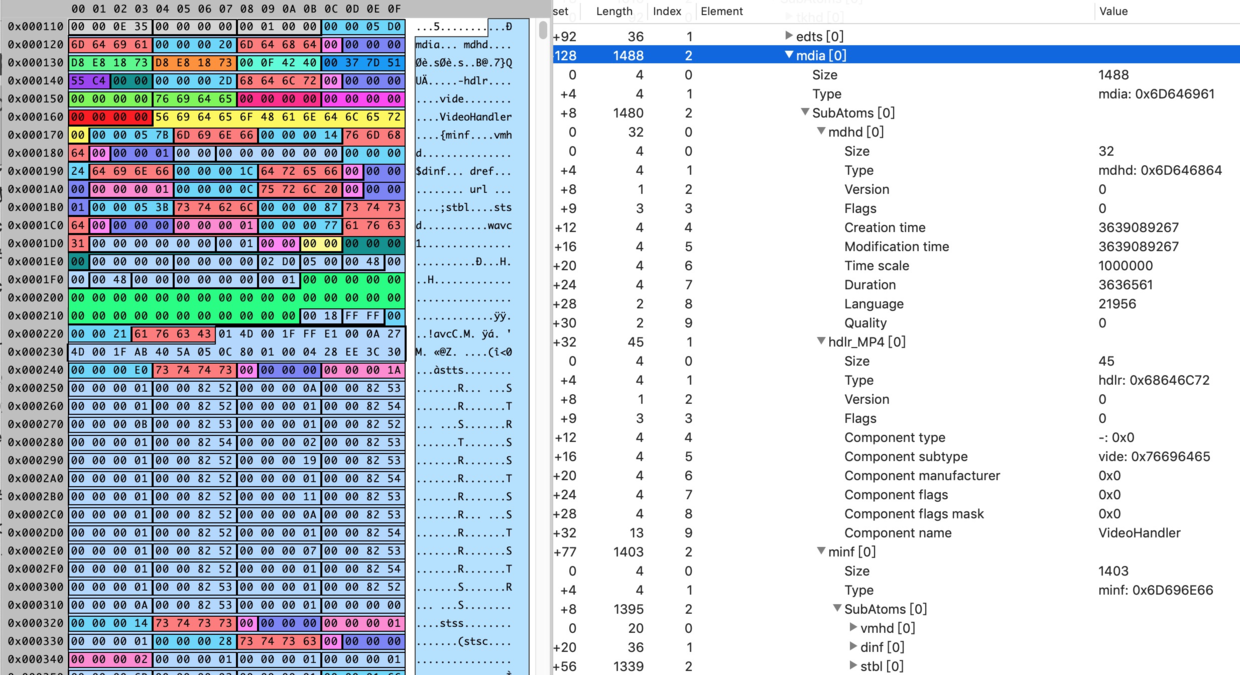 00 01 02 03 04 05 06 07 08 09 0A 0B 0C 0D 0E 0F
0x000110 00 00 0E 35 00 00 00 00 00 01 00 00 00 00 05 D0 ...5........Ð
0x000120 6D 64 69 61 00 00 00 20 6D 64 68 64 00 00 00 00 mdia... mdhd....
0x000130 D8 E8 18 73 D8 E8 18 73 00 0F 42 40 00 37 7D 51 Øè.sØè.s..B@.7}Q
0x000140 55 C4 00 00 00 00 00 2D 68 64 6C 72 00 00 00 00 UÄ.....-hdlr....
0x000150 00 00 00 00 76 69 64 65 00 00 00 00 00 00 00 00 ....vide........
0x000160 00 00 00 00 56 69 64 65 6F 48 61 6E 64 6C 65 72 ....VideoHandler
0x000170 00 00 00 05 7B 6D 69 6E 66 00 00 00 14 76 6D 68 ....{minf....vmh
0x000180 64 00 00 00 01 00 00 00 00 00 00 00 00 00 00 00 d...............
0x000190 24 64 69 6E 66 00 00 00 1C 64 72 65 66 00 00 00 $dinf....dref...
0x0001A0 00 00 00 00 01 00 00 00 0C 75 72 6C 20 00 00 00 .........url ...
0x0001B0 01 00 00 05 3B 73 74 62 6C 00 00 00 87 73 74 73 ....;stbl....sts
0x0001C0 64 00 00 00 00 00 00 00 01 00 00 00 77 61 76 63 d...........wavc
0x0001D0 31 00 00 00 00 00 00 00 01 00 00 00 00 00 00 00 1...............
0x0001E0 00 00 00 00 00 00 00 00 00 02 D0 05 00 00 48 00 ..........Ð...H.
0x0001F0 00 00 48 00 00 00 00 00 00 00 01 00 00 00 00 00 ..H.............
0x000200 00 00 00 00 00 00 00 00 00 00 00 00 00 00 00 00 ................
0x000210 00 00 00 00 00 00 00 00 00 00 00 00 18 FF FF 00 .............ÿÿ.
0x000220 00 00 21 61 76 63 43 01 4D 00 1F FF E1 00 0A 27 ..!avcC.M. ÿá. '
0x000230 4D 00 1F AB 40 5A 05 0C 80 01 00 04 28 EE 3C 30 M. «@Z. ....(î<0
0x000240 00 00 00 E0 73 74 74 73 00 00 00 00 00 00 00 1A ...àstts........
0x000250 00 00 00 01 00 00 82 52 00 00 00 0A 00 00 82 53 .......R.......S
0x000260 00 00 00 01 00 00 82 52 00 00 00 01 00 00 82 54 .......R.......T
0x000270 00 00 00 0B 00 00 82 53 00 00 00 01 00 00 82 52 .......S.......R
0x000280 00 00 00 01 00 00 82 54 00 00 00 02 00 00 82 53 .......T.......S
0x000290 00 00 00 01 00 00 82 52 00 00 00 19 00 00 82 53 .......R.......S
0x0002A0 00 00 00 01 00 00 82 52 00 00 00 01 00 00 82 54 .......R.......T
0x0002B0 00 00 00 01 00 00 82 52 00 00 00 11 00 00 82 53 .......R.......S
0x0002C0 00 00 00 01 00 00 82 52 00 00 00 0A 00 00 82 53 .......R.......S
0x0002D0 00 00 00 01 00 00 82 52 00 00 00 01 00 00 82 54 .......R.......T
0x0002E0 00 00 00 01 00 00 82 52 00 00 00 07 00 00 82 53 .......R.......S
0x0002F0 00 00 00 01 00 00 82 52 00 00 00 01 00 00 82 54 .......R.......T
0x000300 00 00 00 01 00 00 82 53 00 00 00 01 00 00 82 52 .......S.......R
0x000310 00 00 00 0A 00 00 82 53 00 00 00 01 00 00 00 00 .......S........
0x000320 00 00 00 14 73 74 73 73 00 00 00 00 00 00 00 01 ....stss........
0x000330 00 00 00 01 00 00 00 28 73 74 73 63 00 00 00 00 .......(stsc....
0x000340 00 00 00 02 00 00 00 01 00 00 00 01 00 00 00 01 ................
set Length Index Element Value
+92 36 1 edts [0]
128 1488 2 mdia [0]
0 4 0 Size 1488
+4 4 1 Type mdia: 0x6D646961
+8 1480 2 SubAtoms [0]
0 32 0 mdhd [0]
0 4 0 Size 32
+4 4 1 Type mdhd: 0x6D646864
+8 1 2 Version 0
+9 3 3 Flags 0
+12 4 4 Creation time 3639089267
+16 4 5 Modification time 3639089267
+20 4 6 Time scale 1000000
+24 4 7 Duration 3636561
+28 2 8 Language 21956
+30 2 9 Quality 0
+32 45 1 hdlr_MP4 [0]
0 4 0 Size 45
+4 4 1 Type hdlr: 0x68646C72
+8 1 2 Version 0
+9 3 3 Flags 0
+12 4 4 Component type -: 0x0
+16 4 5 Component subtype vide: 0x76696465
+20 4 6 Component manufacturer 0x0
+24 4 7 Component flags 0x0
+28 4 8 Component flags mask 0x0
+32 13 9 Component name VideoHandler
+77 1403 2 minf [0]
0 4 0 Size 1403
+4 4 1 Type minf: 0x6D696E66
+8 1395 2 SubAtoms [0]
0 20 0 vmhd [0]
+20 36 1 dinf [0]
+56 1339 2 stbl [0]